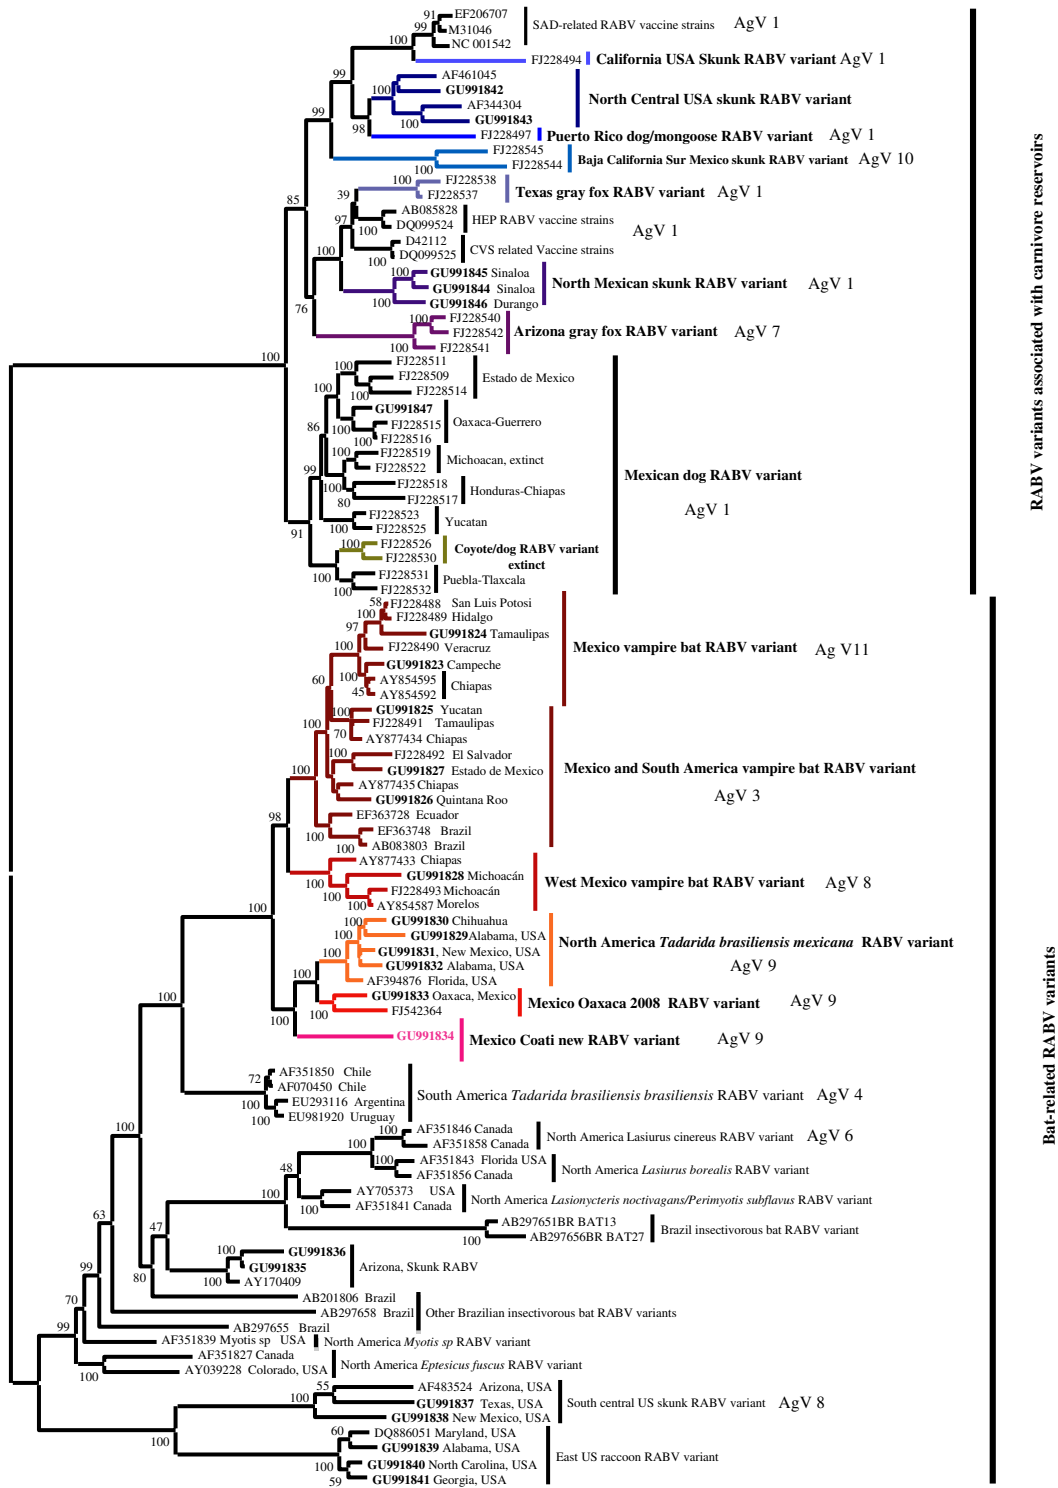 91 EF206707
99 M31046 SAD-related RABV vaccine strains AgV 1
100 NC 001542
FJ228494 California USA Skunk RABV variant AgV 1
99 AF461045
100 GU991842 North Central USA skunk RABV variant
AF344304
99 100 GU991843
98 FJ228497 Puerto Rico dog/mongoose RABV variant AgV 1
FJ228545 Baja California Sur Mexico skunk RABV variant AgV 10
100 FJ228544
100 FJ228538 Texas gray fox RABV variant AgV 1
85 39 FJ228537
AB085828 HEP RABV vaccine strains
97 100 DQ099524 AgV 1
D42112 CVS related Vaccine strains
100 100 DQ099525
100 GU991845 Sinaloa
GU991844 Sinaloa North Mexican skunk RABV variant AgV 1
76 100 GU991846 Durango
100 FJ228540
FJ228542 Arizona gray fox RABV variant AgV 7
100 FJ228541
RABV variants associated with carnivore reservoirs
100
100 FJ228511
FJ228509 Estado de Mexico
100 100 FJ228514
GU991847
86 100 FJ228515 Oaxaca-Guerrero
100 FJ228516
100 FJ228519 Michoacan, extinct
99 FJ228522
100 FJ228518 Honduras-Chiapas
80 FJ228517
Mexican dog RABV variant
AgV 1
FJ228523 Yucatan
91 100 FJ228525
100 FJ228526 Coyote/dog RABV variant
FJ228530 extinct
100 FJ228531 Puebla-Tlaxcala
100 FJ228532
58 FJ228488 San Luis Potosi
100 FJ228489 Hidalgo
97 GU991824 Tamaulipas
100 FJ228490 Veracruz
Mexico vampire bat RABV variant Ag V11
GU991823 Campeche
60 100 AY854595 Chiapas
45 AY854592
100 GU991825 Yucatan
100 FJ228491 Tamaulipas
70 AY877434 Chiapas
100 FJ228492 El Salvador
GU991827 Estado de Mexico
Mexico and South America vampire bat RABV variant
100 AY877435 Chiapas
GU991826 Quintana Roo
AgV 3
98 EF363728 Ecuador
100 EF363748 Brazil
100 AB083803 Brazil
AY877433 Chiapas
GU991828 Michoacán
100 FJ228493 Michoacán
100 AY854587 Morelos
West Mexico vampire bat RABV variant AgV 8
100 GU991830 Chihuahua
100 GU991829 Alabama, USA
GU991831, New Mexico, USA
GU991832 Alabama, USA
100 AF394876 Florida, USA
North America Tadarida brasiliensis mexicana RABV variant
AgV 9
100 GU991833 Oaxaca, Mexico
100 FJ542364
Mexico Oaxaca 2008 RABV variant AgV 9
100 GU991834 Mexico Coati new RABV variant AgV 9
AF351850 Chile
72 AF070450 Chile
100 EU293116 Argentina
100 EU981920 Uruguay
South America Tadarida brasiliensis brasiliensis RABV variant AgV 4
100 100 AF351846 Canada
100 AF351858 Canada
North America Lasiurus cinereus RABV variant AgV 6
100 AF351843 Florida USA
48 AF351856 Canada
North America Lasiurus borealis RABV variant
AY705373 USA
100 100 AF351841 Canada
North America Lasionycteris noctivagans/Perimyotis subflavus RABV variant
63 AB297651BR BAT13
47 100 AB297656BR BAT27
Brazil insectivorous bat RABV variant
100 GU991836
GU991835
80 100 AY170409
Arizona, Skunk RABV
99 AB201806 Brazil
AB297658 Brazil
70 AB297655 Brazil
Other Brazilian insectivorous bat RABV variants
99 AF351839 Myotis sp USA North America Myotis sp RABV variant
AF351827 Canada
100 AY039228 Colorado, USA
North America Eptesicus fuscus RABV variant
55 AF483524 Arizona, USA
100 GU991837 Texas, USA
GU991838 New Mexico, USA
South central US skunk RABV variant AgV 8
60 DQ886051 Maryland, USA
100 GU991839 Alabama, USA
100 GU991840 North Carolina, USA
59 GU991841 Georgia, USA
East US raccoon RABV variant
Bat-related RABV variants